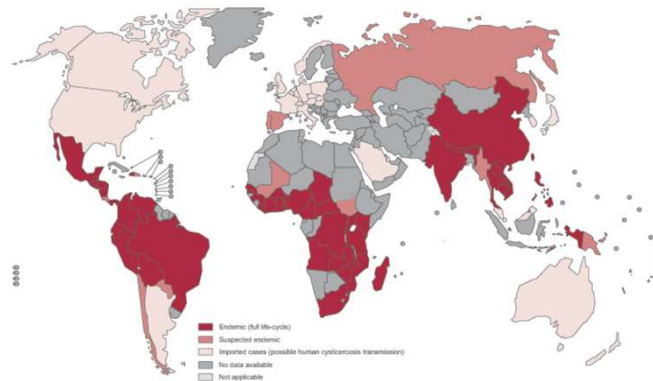 Endemic (full life-cycle)
Suspected endemic
Imported cases (possible human cysticercosis transmission)
No data available
Not applicable